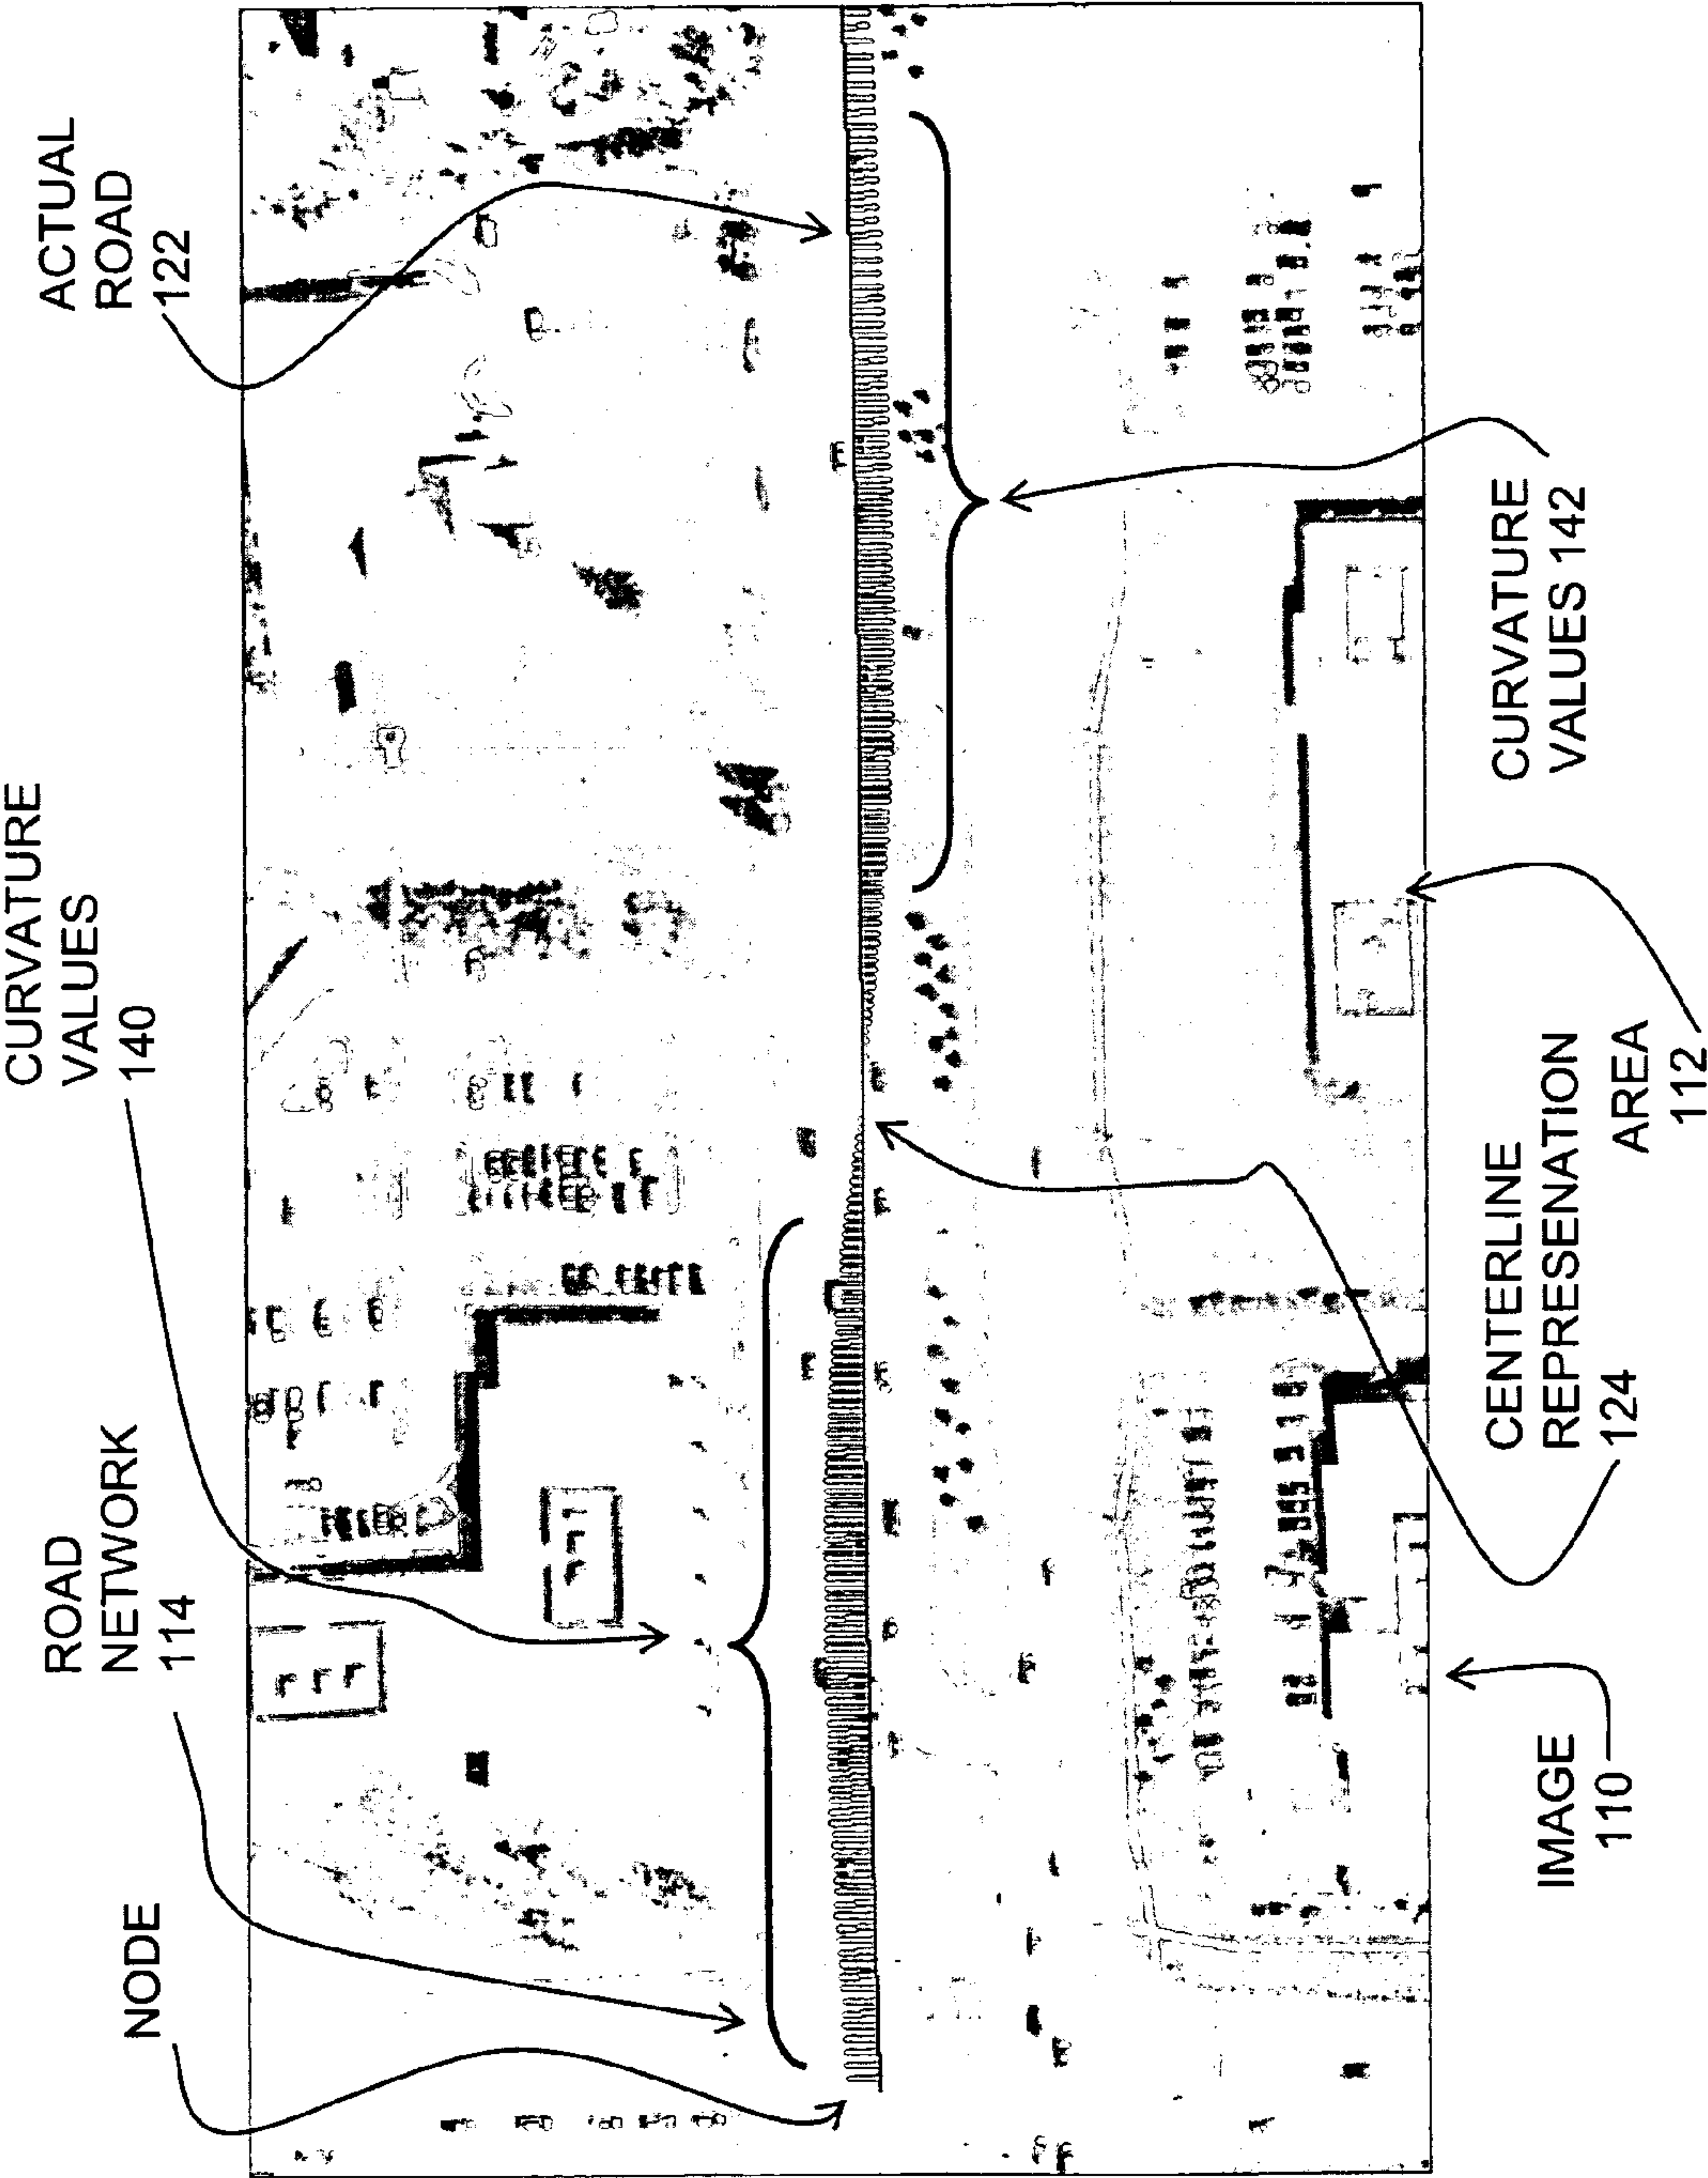 NODE
ROAD
NETWORK
114
CURVATURE
VALUES
140
ACTUAL
ROAD
122
IMAGE
110
CENTERLINE
REPRESENATION
124
AREA
112
CURVATURE
VALUES 142